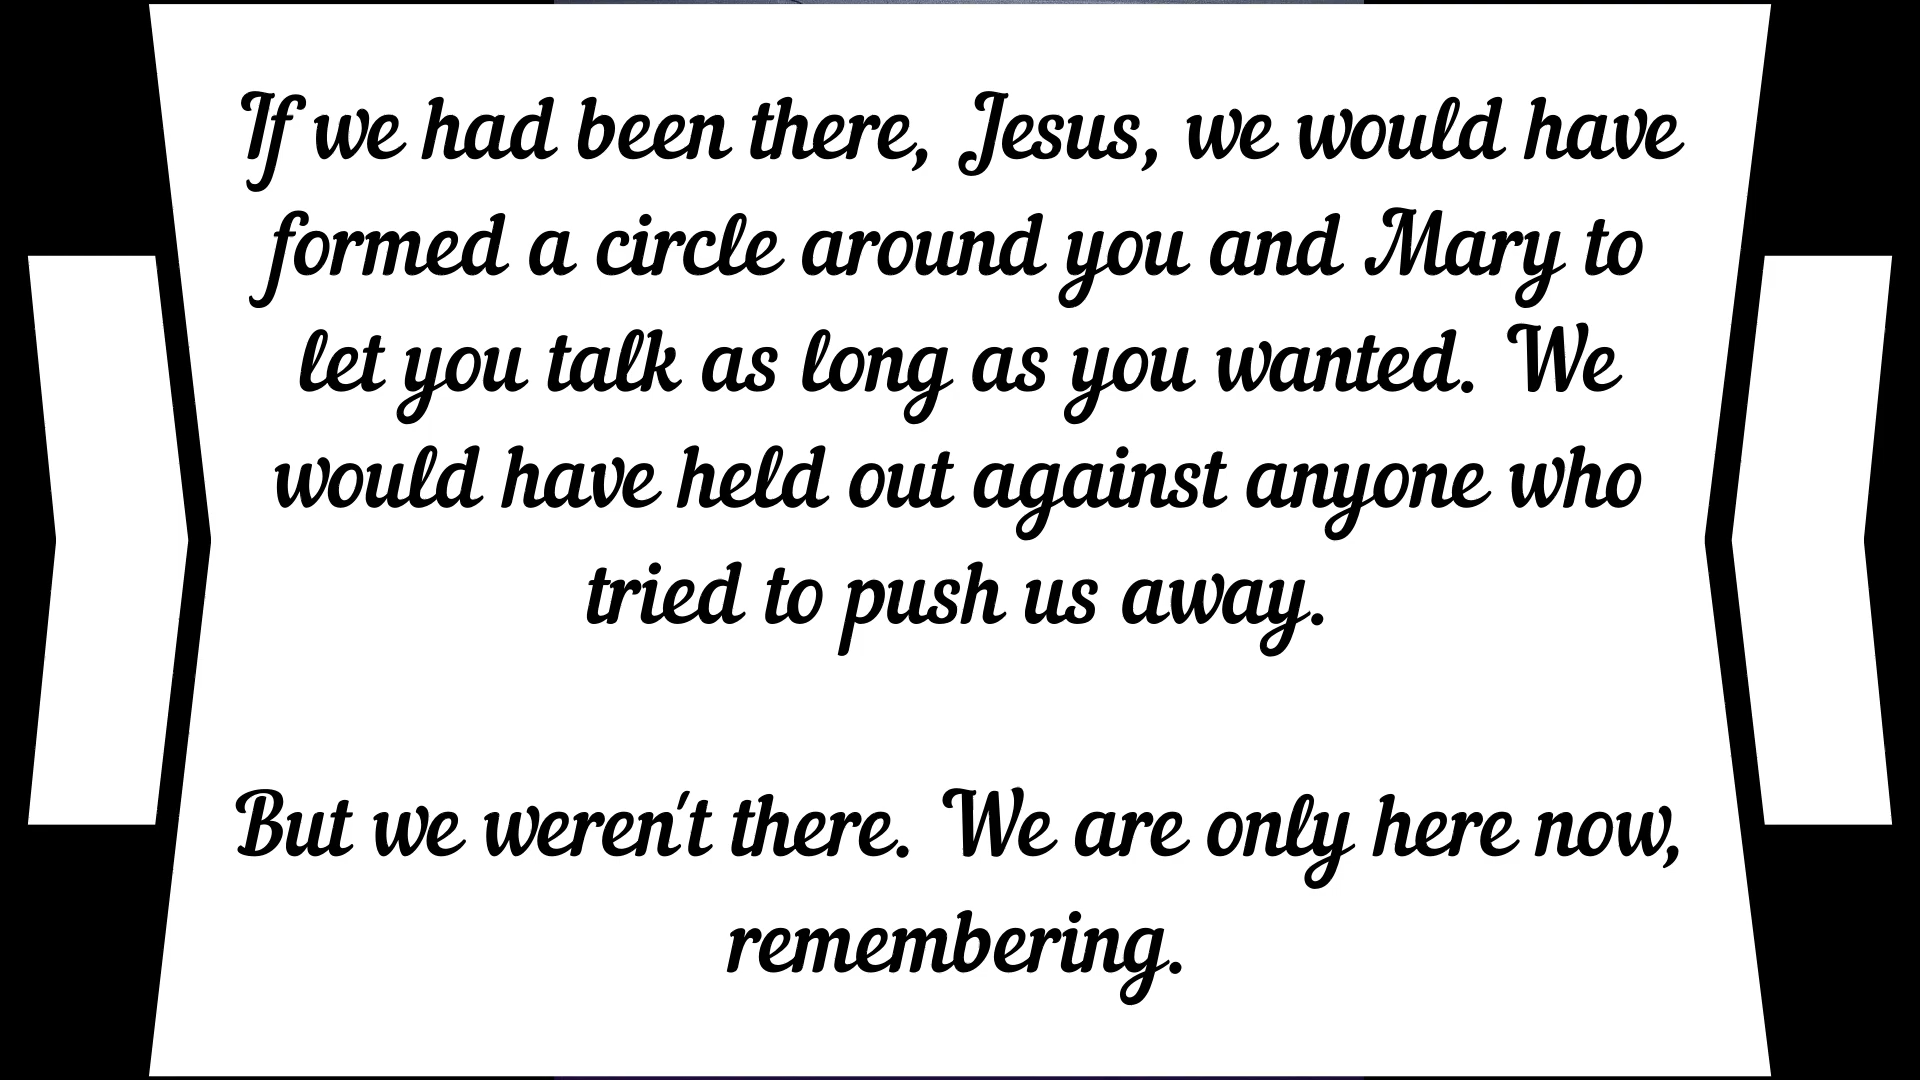 If we had been there, Jesus, we would have
formed a circle around you and Mary to
let you talk as long as you wanted. We
would have held out against anyone who
tried to push us away.
But we weren't there. We are only here now,
remembering.